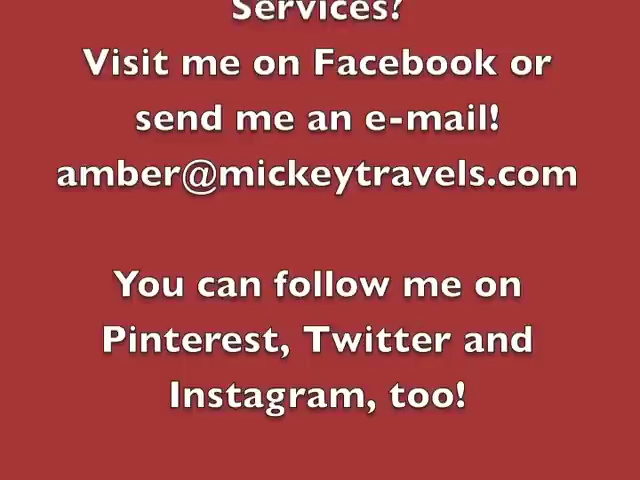 Services?
Visit me on Facebook or
send me an e-mail!
amber@mickeytravels.com
You can follow me on
Pinterest, Twitter and
Instagram, too!